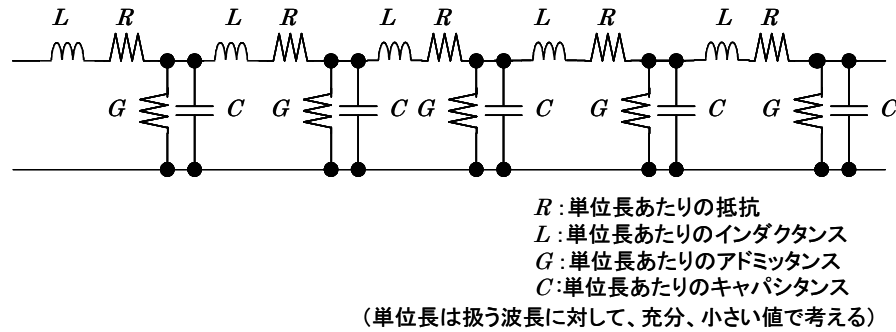 L R L R L R L R L R
G C G C G C G C G C
R：単位長あたりの抵抗
L：単位長あたりのインダクタンス
G：単位長あたりのアドミッタンス
C：単位長あたりのキャパシタンス
（単位長は扱う波長に対して、充分、小さい値で考える）